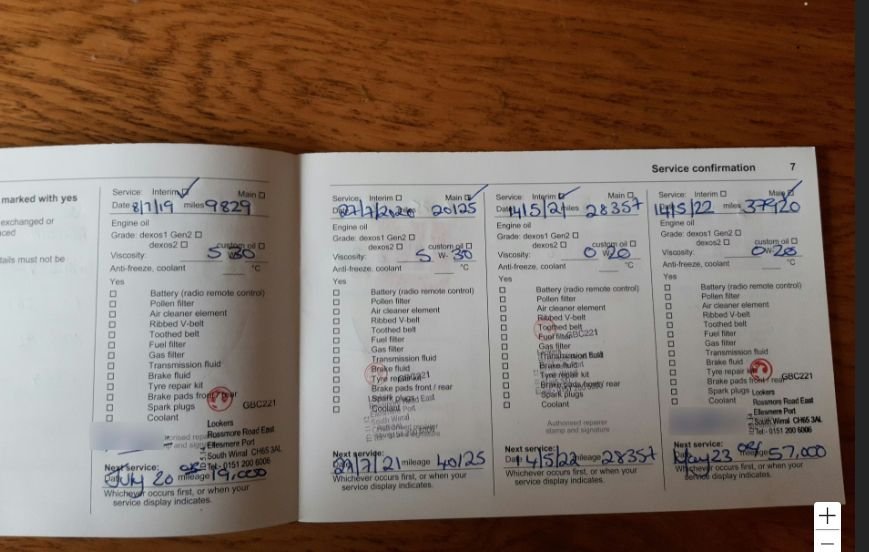 Service confirmation 7
marked with yes
exchanged or
ced
tails must not be
Service: Interim Main
Date 8/7/19 miles 9829
Engine oil
Grade: dexos1 Gen2
dexos2 custom oil
Viscosity: 5 W 30
Anti-freeze, coolant °C
Yes
Battery (radio remote control)
Pollen filter
Air cleaner element
Ribbed V-belt
Toothed belt
Fuel filter
Gas filter
Transmission fluid
Brake fluid
Tyre repair kit
Brake pads front / rear
Spark plugs
Coolant
GBC221
Lookers
Rossmore Road East
Ellesmere Port
South Wirral CH65 3AL
Tel:- 0151 200 6006
Next service:
Date July 20 or mileage 19,000
Whichever occurs first, or when your
service display indicates.
Service: Interim Main
27/7/2020 20125
Engine oil
Grade: dexos1 Gen2
dexos2 custom oil
Viscosity: 5 W- 30
Anti-freeze, coolant °C
Yes
Battery (radio remote control)
Pollen filter
Air cleaner element
Ribbed V-belt
Toothed belt
Fuel filter
Gas filter
Transmission fluid
Brake fluid
Tyre repair kit
Brake pads front / rear
Spark plugs
Coolant
Next service:
27/7/21 mileage 40125
Whichever occurs first, or when your
service display indicates.
Service: Interim Main
Date 14/5/21 miles 28357
Engine oil
Grade: dexos1 Gen2
dexos2 custom oil
Viscosity: 0 W 20
Anti-freeze, coolant °C
Yes
Battery (radio remote control)
Pollen filter
Air cleaner element
Ribbed V-belt
Toothed belt
Fuel filter
GBC221
Gas filter
Transmission fluid
Brake fluid
Tyre repair kit
Brake pads front / rear
Spark plugs
Coolant
Authorised repairer
stamp and signature
Next service:
Date 14/5/22 mileage 28357
Whichever occurs first, or when your
service display indicates.
Service: Interim Main
14/5/22 miles 37920
Engine oil
Grade: dexos1 Gen2
dexos2 custom oil
Viscosity: 0 W- 20
Anti-freeze, coolant °C
Yes
Battery (radio remote control)
Pollen filter
Air cleaner element
Ribbed V-belt
Toothed belt
Fuel filter
Gas filter
Transmission fluid
Brake fluid
Tyre repair kit
Brake pads front / rear
Spark plugs
Coolant
GBC221
Lookers
Rossmore Road East
Ellesmere Port
South Wirral CH65 3AL
Tel:- 0151 200 6006
Next service:
May 23 or mileage 57,000
Whichever occurs first, or when your
service display indicates.